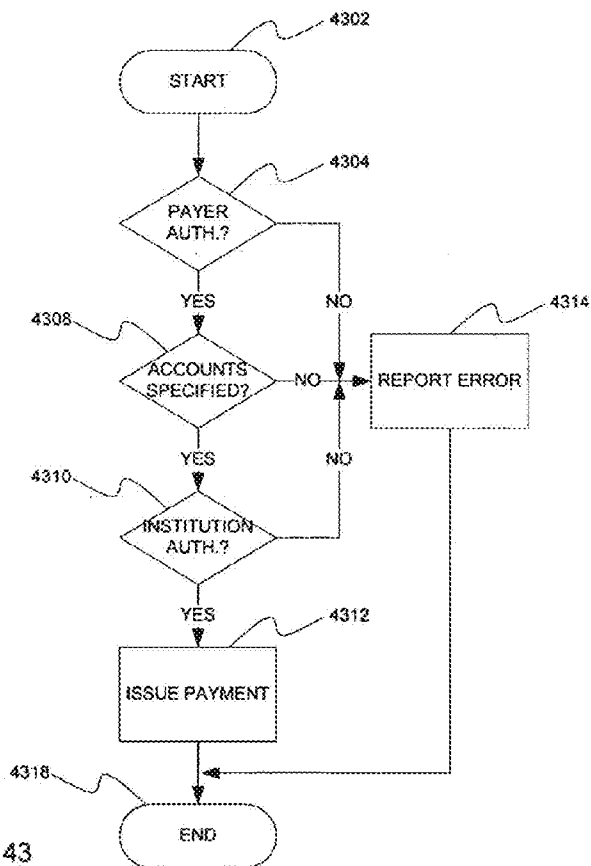 4302
START
4304
PAYER
AUTH.?
YES
NO
4308
4314
ACCOUNTS
SPECIFIED?
NO
REPORT ERROR
YES
NO
4310
INSTITUTION
AUTH.?
YES
4312
ISSUE PAYMENT
4318
END
43